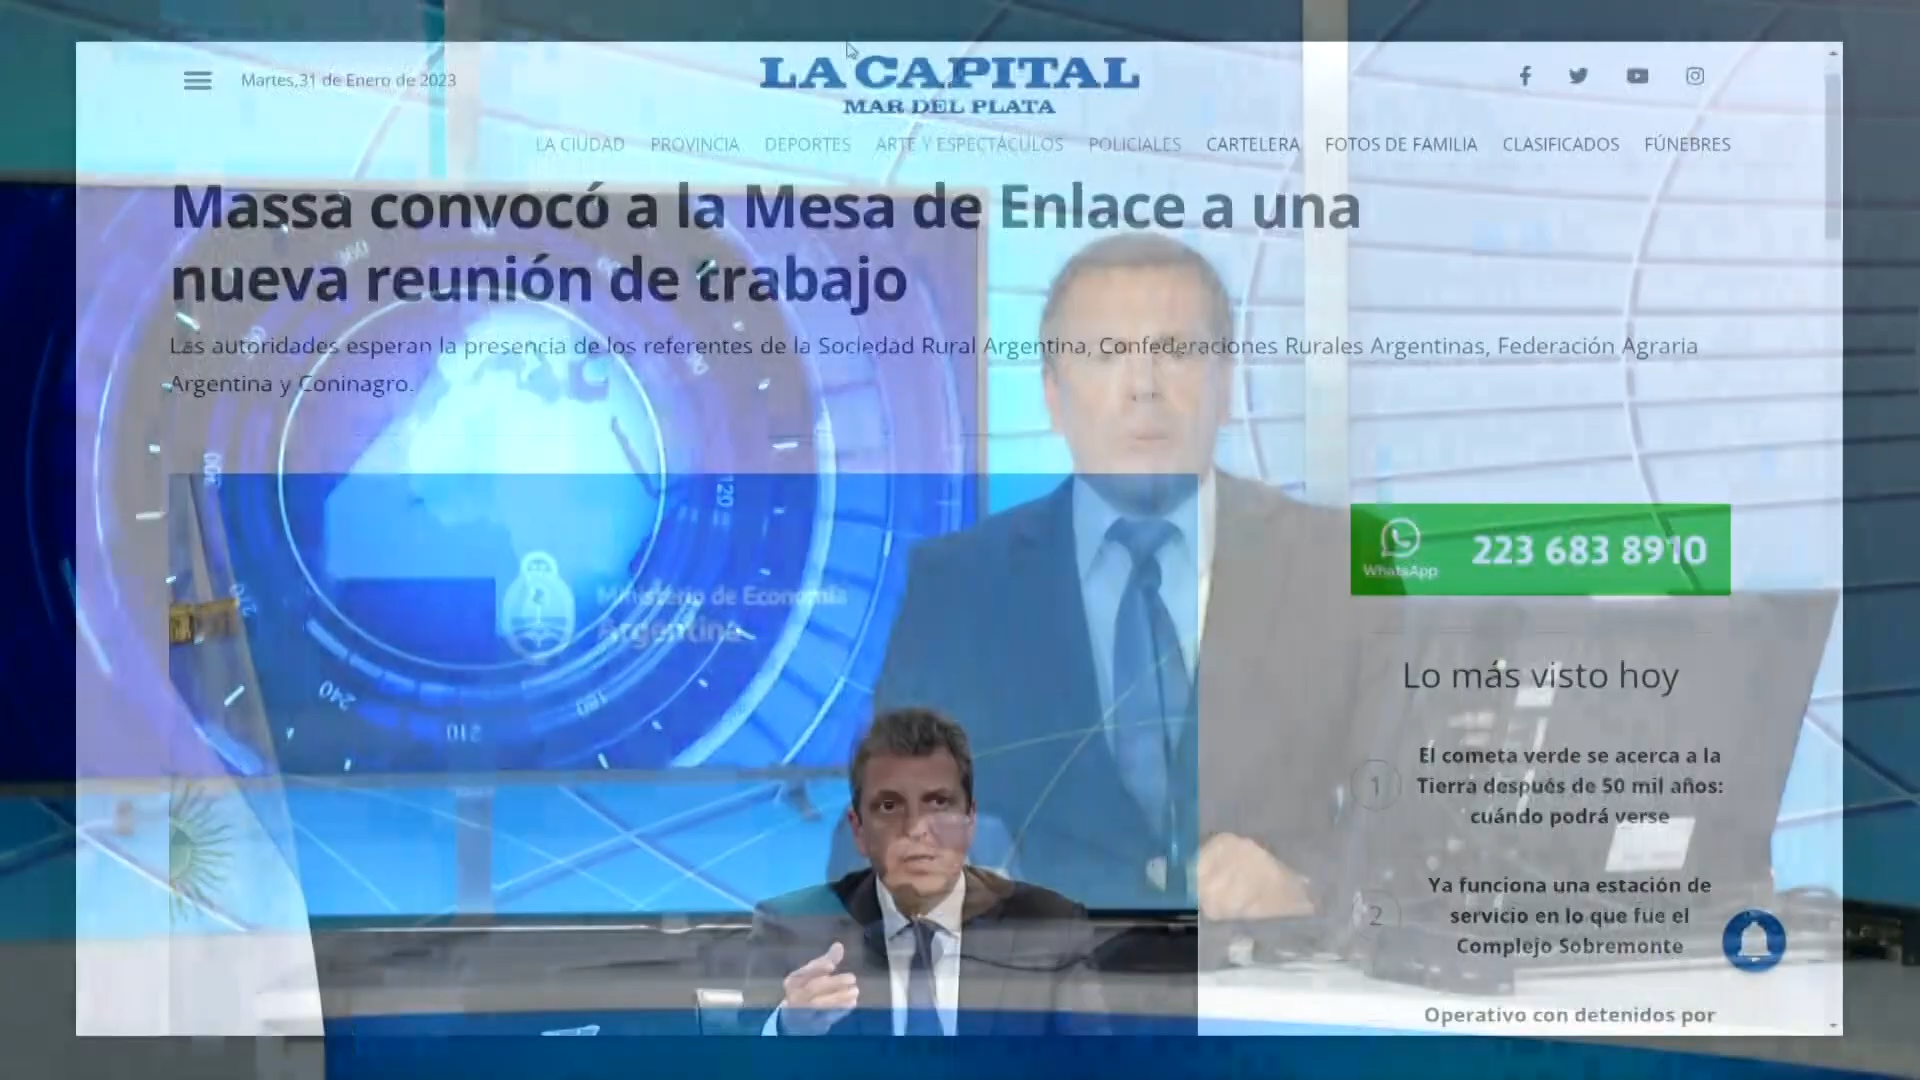 Martes,31 de Enero de 2023
LA CAPITAL
MAR DEL PLATA
LA CIUDAD PROVINCIA DEPORTES ARTE Y ESPECTÁCULOS POLICIALES CARTELERA FOTOS DE FAMILIA CLASIFICADOS FÚNEBRES
Massa convocó a la Mesa de Enlace a una
nueva reunión de trabajo
Las autoridades esperan la presencia de los referentes de la Sociedad Rural Argentina, Confederaciones Rurales Argentinas, Federación Agraria
Argentina y Coninagro.
300
120
240
210
180
Ministerio de Economía
Argentina
WhatsApp
223 683 8910
Lo más visto hoy
1
El cometa verde se acerca a la
Tierra después de 50 mil años:
cuándo podrá verse
2
Ya funciona una estación de
servicio en lo que fue el
Complejo Sobremonte
Operativo con detenidos por